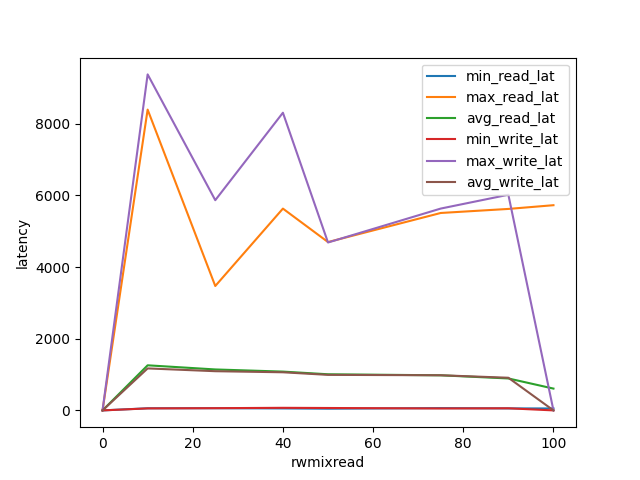 min_read_lat
max_read_lat
avg_read_lat
min_write_lat
max_write_lat
avg_write_lat
latency
8000
6000
4000
2000
0
0 20 40 60 80 100
rwmixread